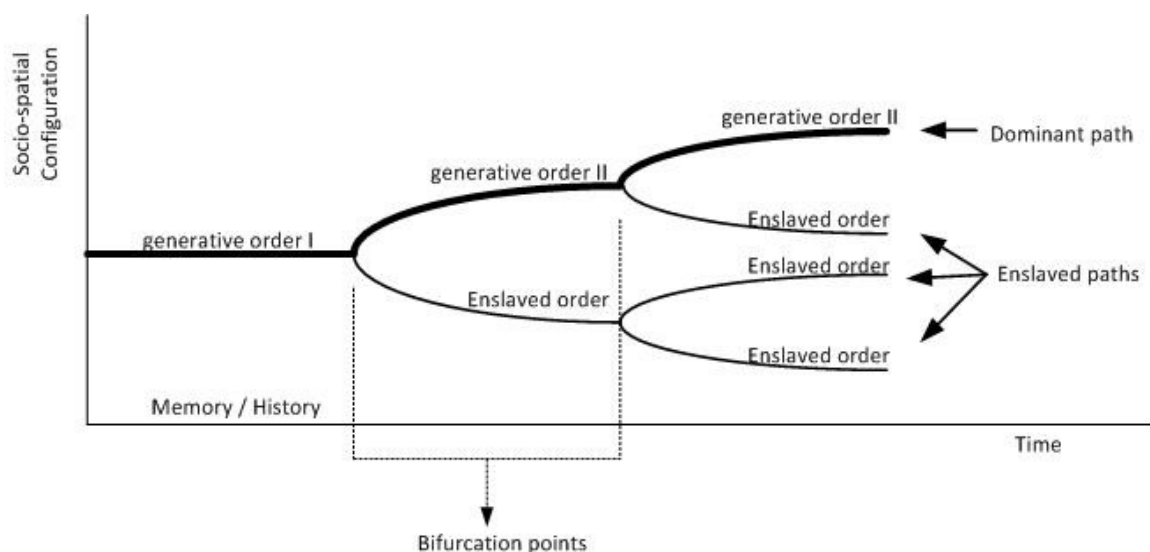 Socio-spatial
Configuration
generative order II
Dominant path
generative order II
Enslaved order
generative order I
Enslaved order
Enslaved paths
Enslaved order
Enslaved order
Memory / History
Time
Bifurcation points